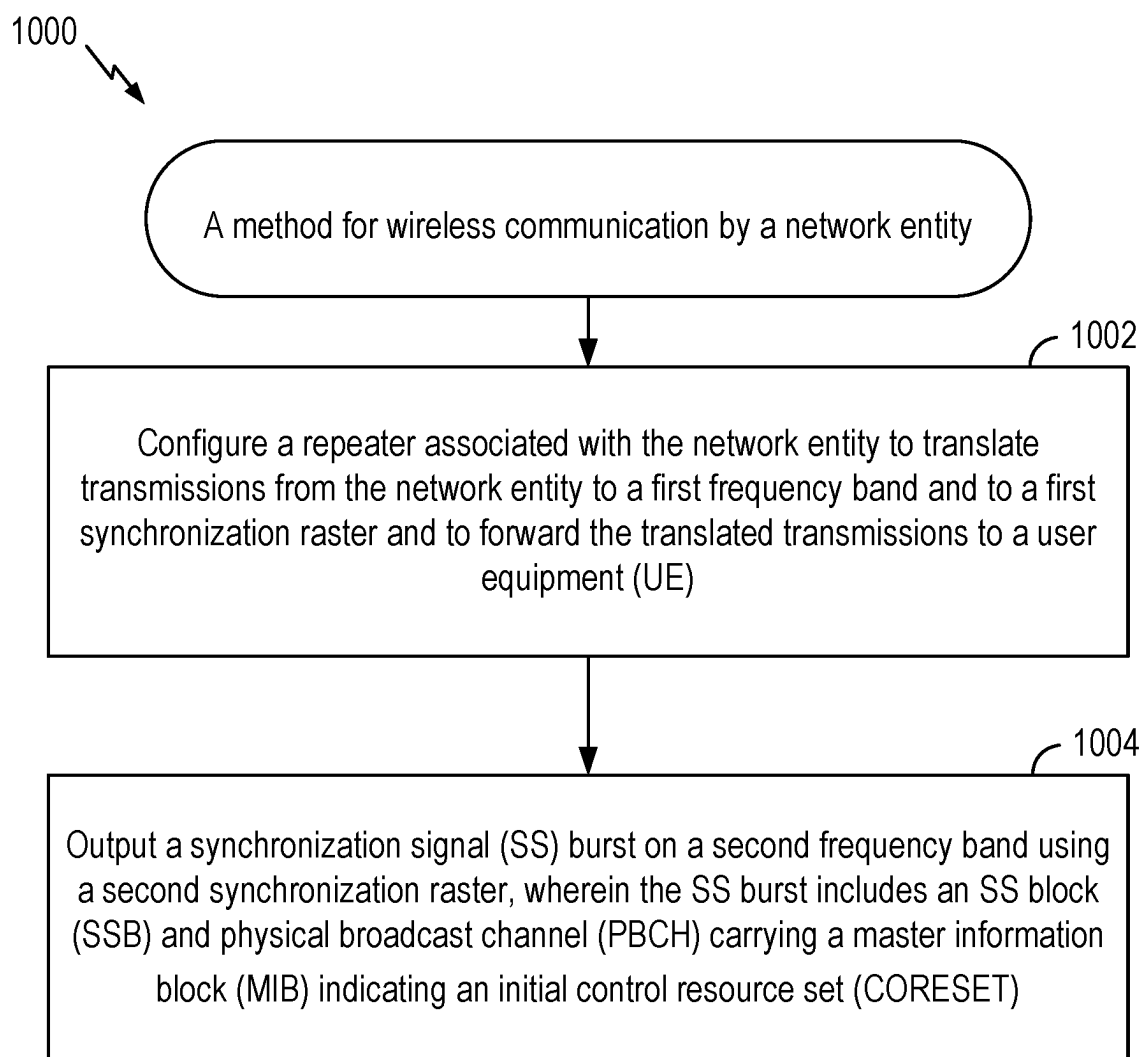 1000
A method for wireless communication by a network entity
1002
Configure a repeater associated with the network entity to translate
transmissions from the network entity to a first frequency band and to a first
synchronization raster and to forward the translated transmissions to a user
equipment (UE)
1004
Output a synchronization signal (SS) burst on a second frequency band using
a second synchronization raster, wherein the SS burst includes an SS block
(SSB) and physical broadcast channel (PBCH) carrying a master information
block (MIB) indicating an initial control resource set (CORESET)